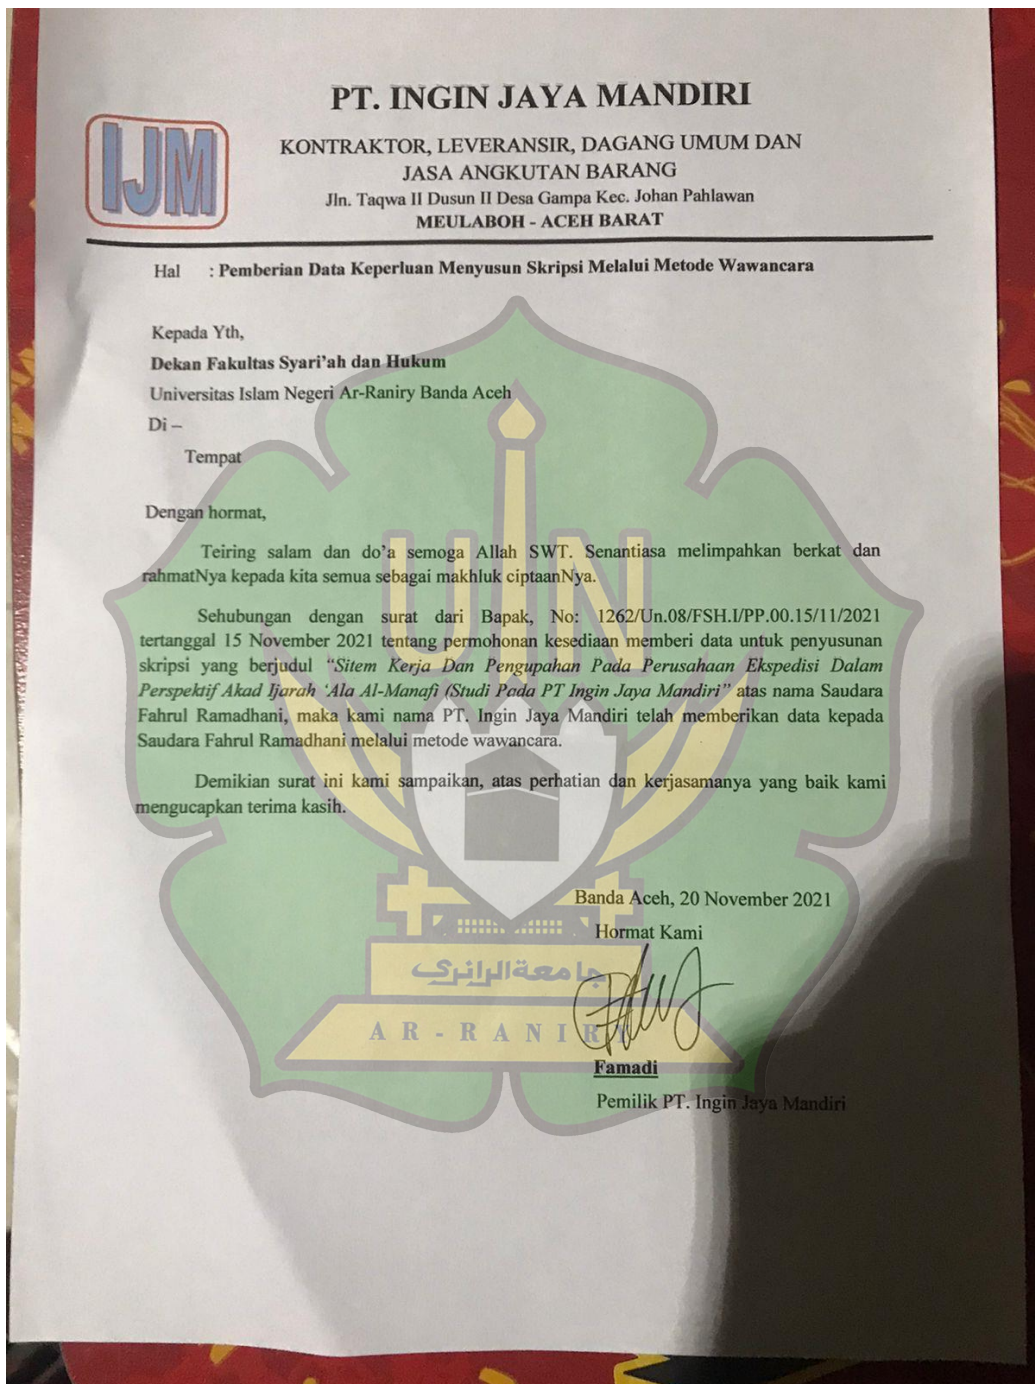 PT. INGIN JAYA MANDIRI
IJM
KONTRAKTOR, LEVERANSIR, DAGANG UMUM DAN
JASA ANGKUTAN BARANG
Jln. Taqwa II Dusun II Desa Gampa Kec. Johan Pahlawan
MEULABOH - ACEH BARAT
Hal : Pemberian Data Keperluan Menyusun Skripsi Melalui Metode Wawancara
Kepada Yth,
Dekan Fakultas Syari'ah dan Hukum
Universitas Islam Negeri Ar-Raniry Banda Aceh
Di –
Tempat
Dengan hormat,
Teiring salam dan do'a semoga Allah SWT. Senantiasa melimpahkan berkat dan
rahmatNya kepada kita semua sebagai makhluk ciptaanNya.
Sehubungan dengan surat dari Bapak, No: 1262/Un.08/FSH.I/PP.00.15/11/2021
tertanggal 15 November 2021 tentang permohonan kesediaan memberi data untuk penyusunan
skripsi yang berjudul "Sitem Kerja Dan Pengupahan Pada Perusahaan Ekspedisi Dalam
Perspektif Akad Ijarah 'Ala Al-Manafi (Studi Pada PT Ingin Jaya Mandiri" atas nama Saudara
Fahrul Ramadhani, maka kami nama PT. Ingin Jaya Mandiri telah memberikan data kepada
Saudara Fahrul Ramadhani melalui metode wawancara.
Demikian surat ini kami sampaikan, atas perhatian dan kerjasamanya yang baik kami
mengucapkan terima kasih.
Banda Aceh, 20 November 2021
Hormat Kami
Famadi
Pemilik PT. Ingin Jaya Mandiri
UIN
جامعة الرانري
AR-RANIRY